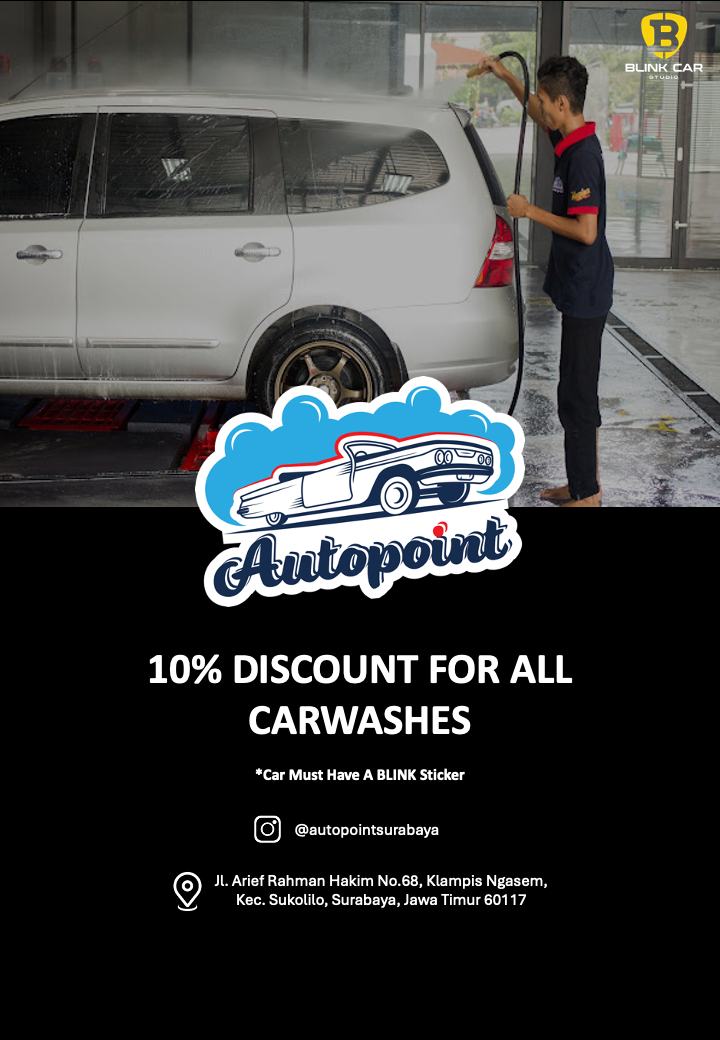 BLINK CAR
STUDIO
Autopoint
10% DISCOUNT FOR ALL
CARWASHES
*Car Must Have A BLINK Sticker
@autopointsurabaya
Jl. Arief Rahman Hakim No.68, Klampis Ngasem,
Kec. Sukolilo, Surabaya, Jawa Timur 60117